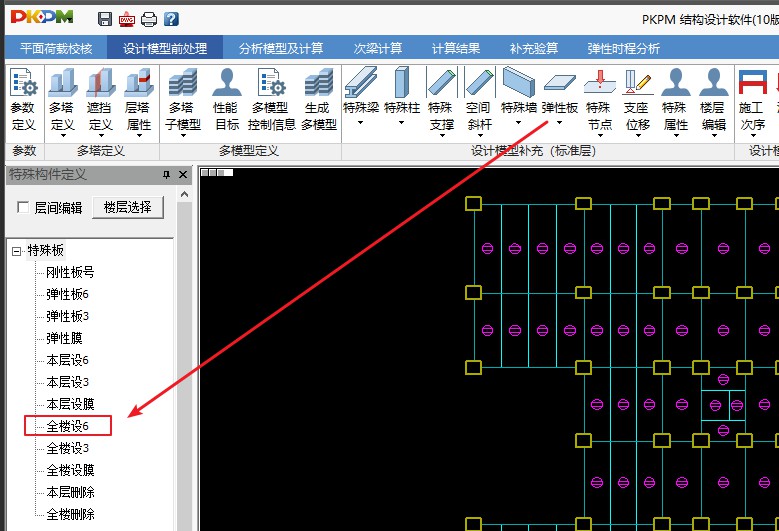 PKPM
DWG
?
PKPM 结构设计软件(10版
平面荷载校核 设计模型前处理 分析模型及计算 次梁计算 计算结果 补充验算 弹性时程分析
参数定义 多塔定义 遮挡定义 层塔属性 多塔子模型 性能目标 多模型控制信息 生成多模型 特殊梁 特殊柱 特殊支撑 空间斜杆 特殊墙 弹性板 特殊节点 支座位移 特殊属性 楼层编辑 施工次序
参数 多塔定义 多模型定义 设计模型补充（标准层） 设计模
特殊构件定义
层间编辑 楼层选择
特殊板
刚性板号
弹性板6
弹性板3
弹性膜
本层设6
本层设3
本层设膜
全楼设6
全楼设3
全楼设膜
本层删除
全楼删除